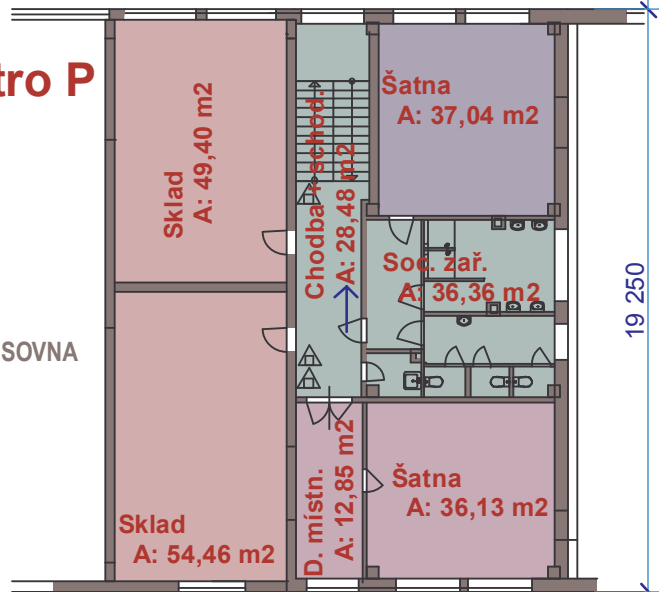 tro P
Sklad
A: 49,40 m2
Chodba + schod.
A: 28,48 m2
Šatna
A: 37,04 m2
Soc. zař.
A: 36,36 m2
19 250
SOVNA
Sklad
A: 54,46 m2
D. místn.
A: 12,85 m2
Šatna
A: 36,13 m2